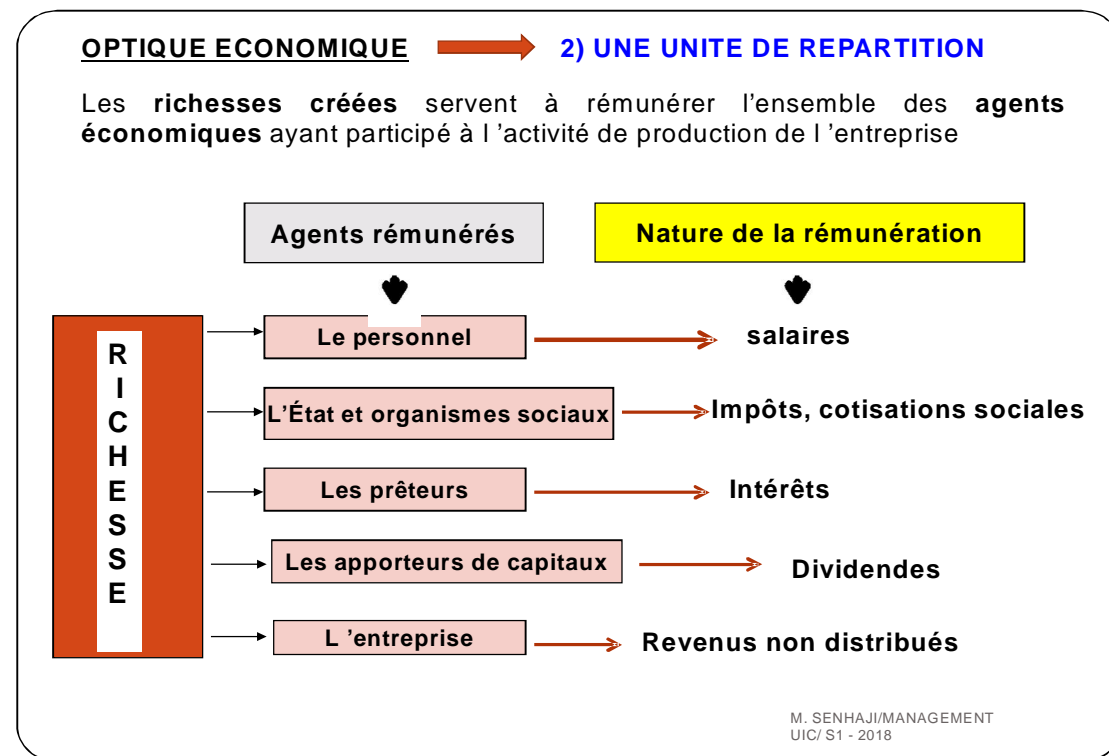 OPTIQUE ECONOMIQUE 2) UNE UNITE DE REPARTITION
Les richesses créées servent à rémunérer l'ensemble des agents
économiques ayant participé à l ’activité de production de l ’entreprise
Agents rémunérés Nature de la rémunération
RICHESSE
Le personnel salaires
L'État et organismes sociaux Impôts, cotisations sociales
Les prêteurs Intérêts
Les apporteurs de capitaux Dividendes
L ’entreprise Revenus non distribués
M. SENHAJI/MANAGEMENT
UIC/ S1 - 2018